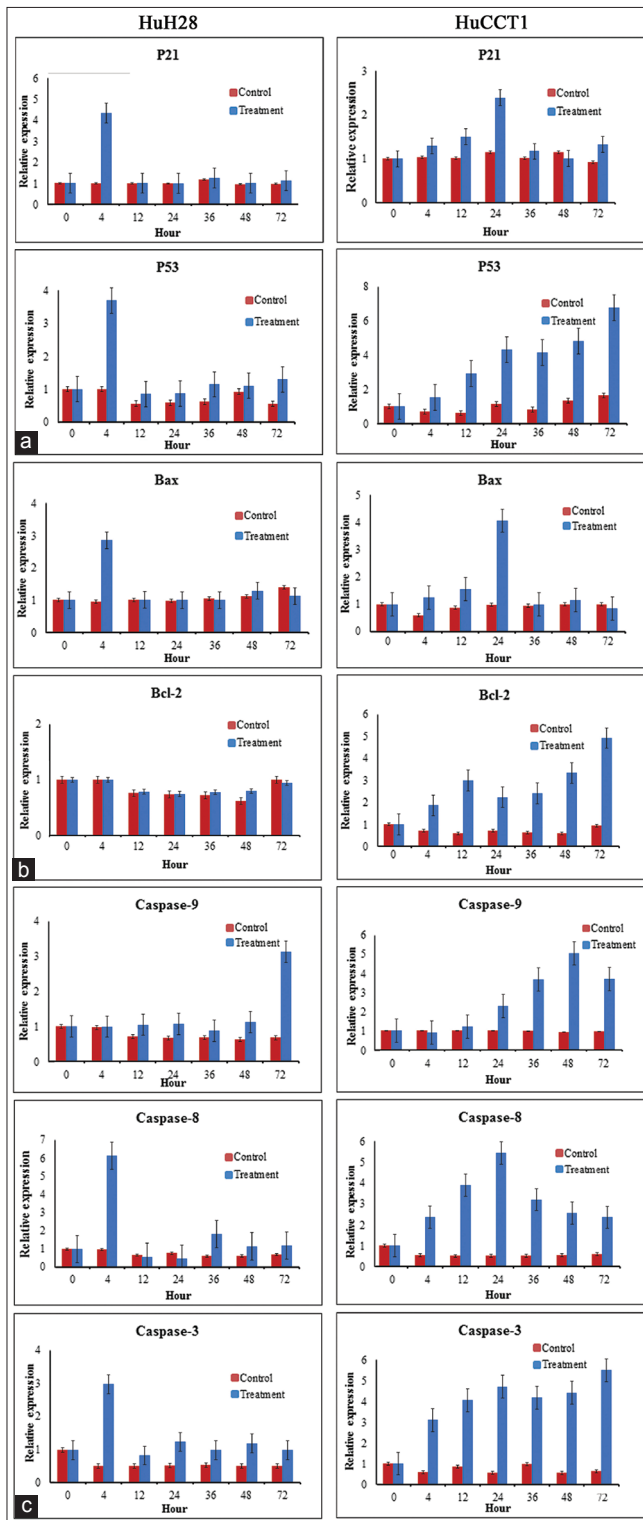 HuH28
HuCCT1
P21
Relative expession
6
5
4
3
2
1
0
Control
Treatment
0 4 12 24 36 48 72
Hour
P21
Relative expression
3
2
1
0
Control
Treatment
0 4 12 24 36 48 72
Hour
P53
Relative expression
4
2
0
Control
Treatment
0 4 12 24 36 48 72
Hour
P53
Relative expression
8
6
4
2
0
Control
Treatment
0 4 12 24 36 48 72
Hour
a
Bax
Relative expression
4
3
2
1
0
Control
Treatment
0 4 12 24 36 48 72
Hour
Bax
Relative expression
5
4
3
2
1
0
Control
Treatment
0 4 12 24 36 48 72
Hour
Bcl-2
Relative expression
2
1
0
Control
Treatment
0 4 12 24 36 48 72
Hour
Bcl-2
Relative expression
6
5
4
3
2
1
0
Control
Treatment
0 4 12 24 36 48 72
Hour
b
Caspase-9
Relative expression
4
3
2
1
0
Control
Treatment
0 4 12 24 36 48 72
Hour
Caspase-9
Relative expression
6
5
4
3
2
1
0
Control
Treatment
0 4 12 24 36 48 72
Hour
Caspase-8
Relative expression
7
6
5
4
3
2
1
0
Control
Treatment
0 4 12 24 36 48 72
Hour
Caspase-8
Relative expession
6
5
4
3
2
1
0
Control
Treatment
0 4 12 24 36 48 72
Hour
Caspase-3
Relative expression
4
3
2
1
0
Control
Treatment
0 4 12 24 36 48 72
Hour
Caspase-3
Relative expression
6
5
4
3
2
1
0
Control
Treatment
0 4 12 24 36 48 72
Hour
c